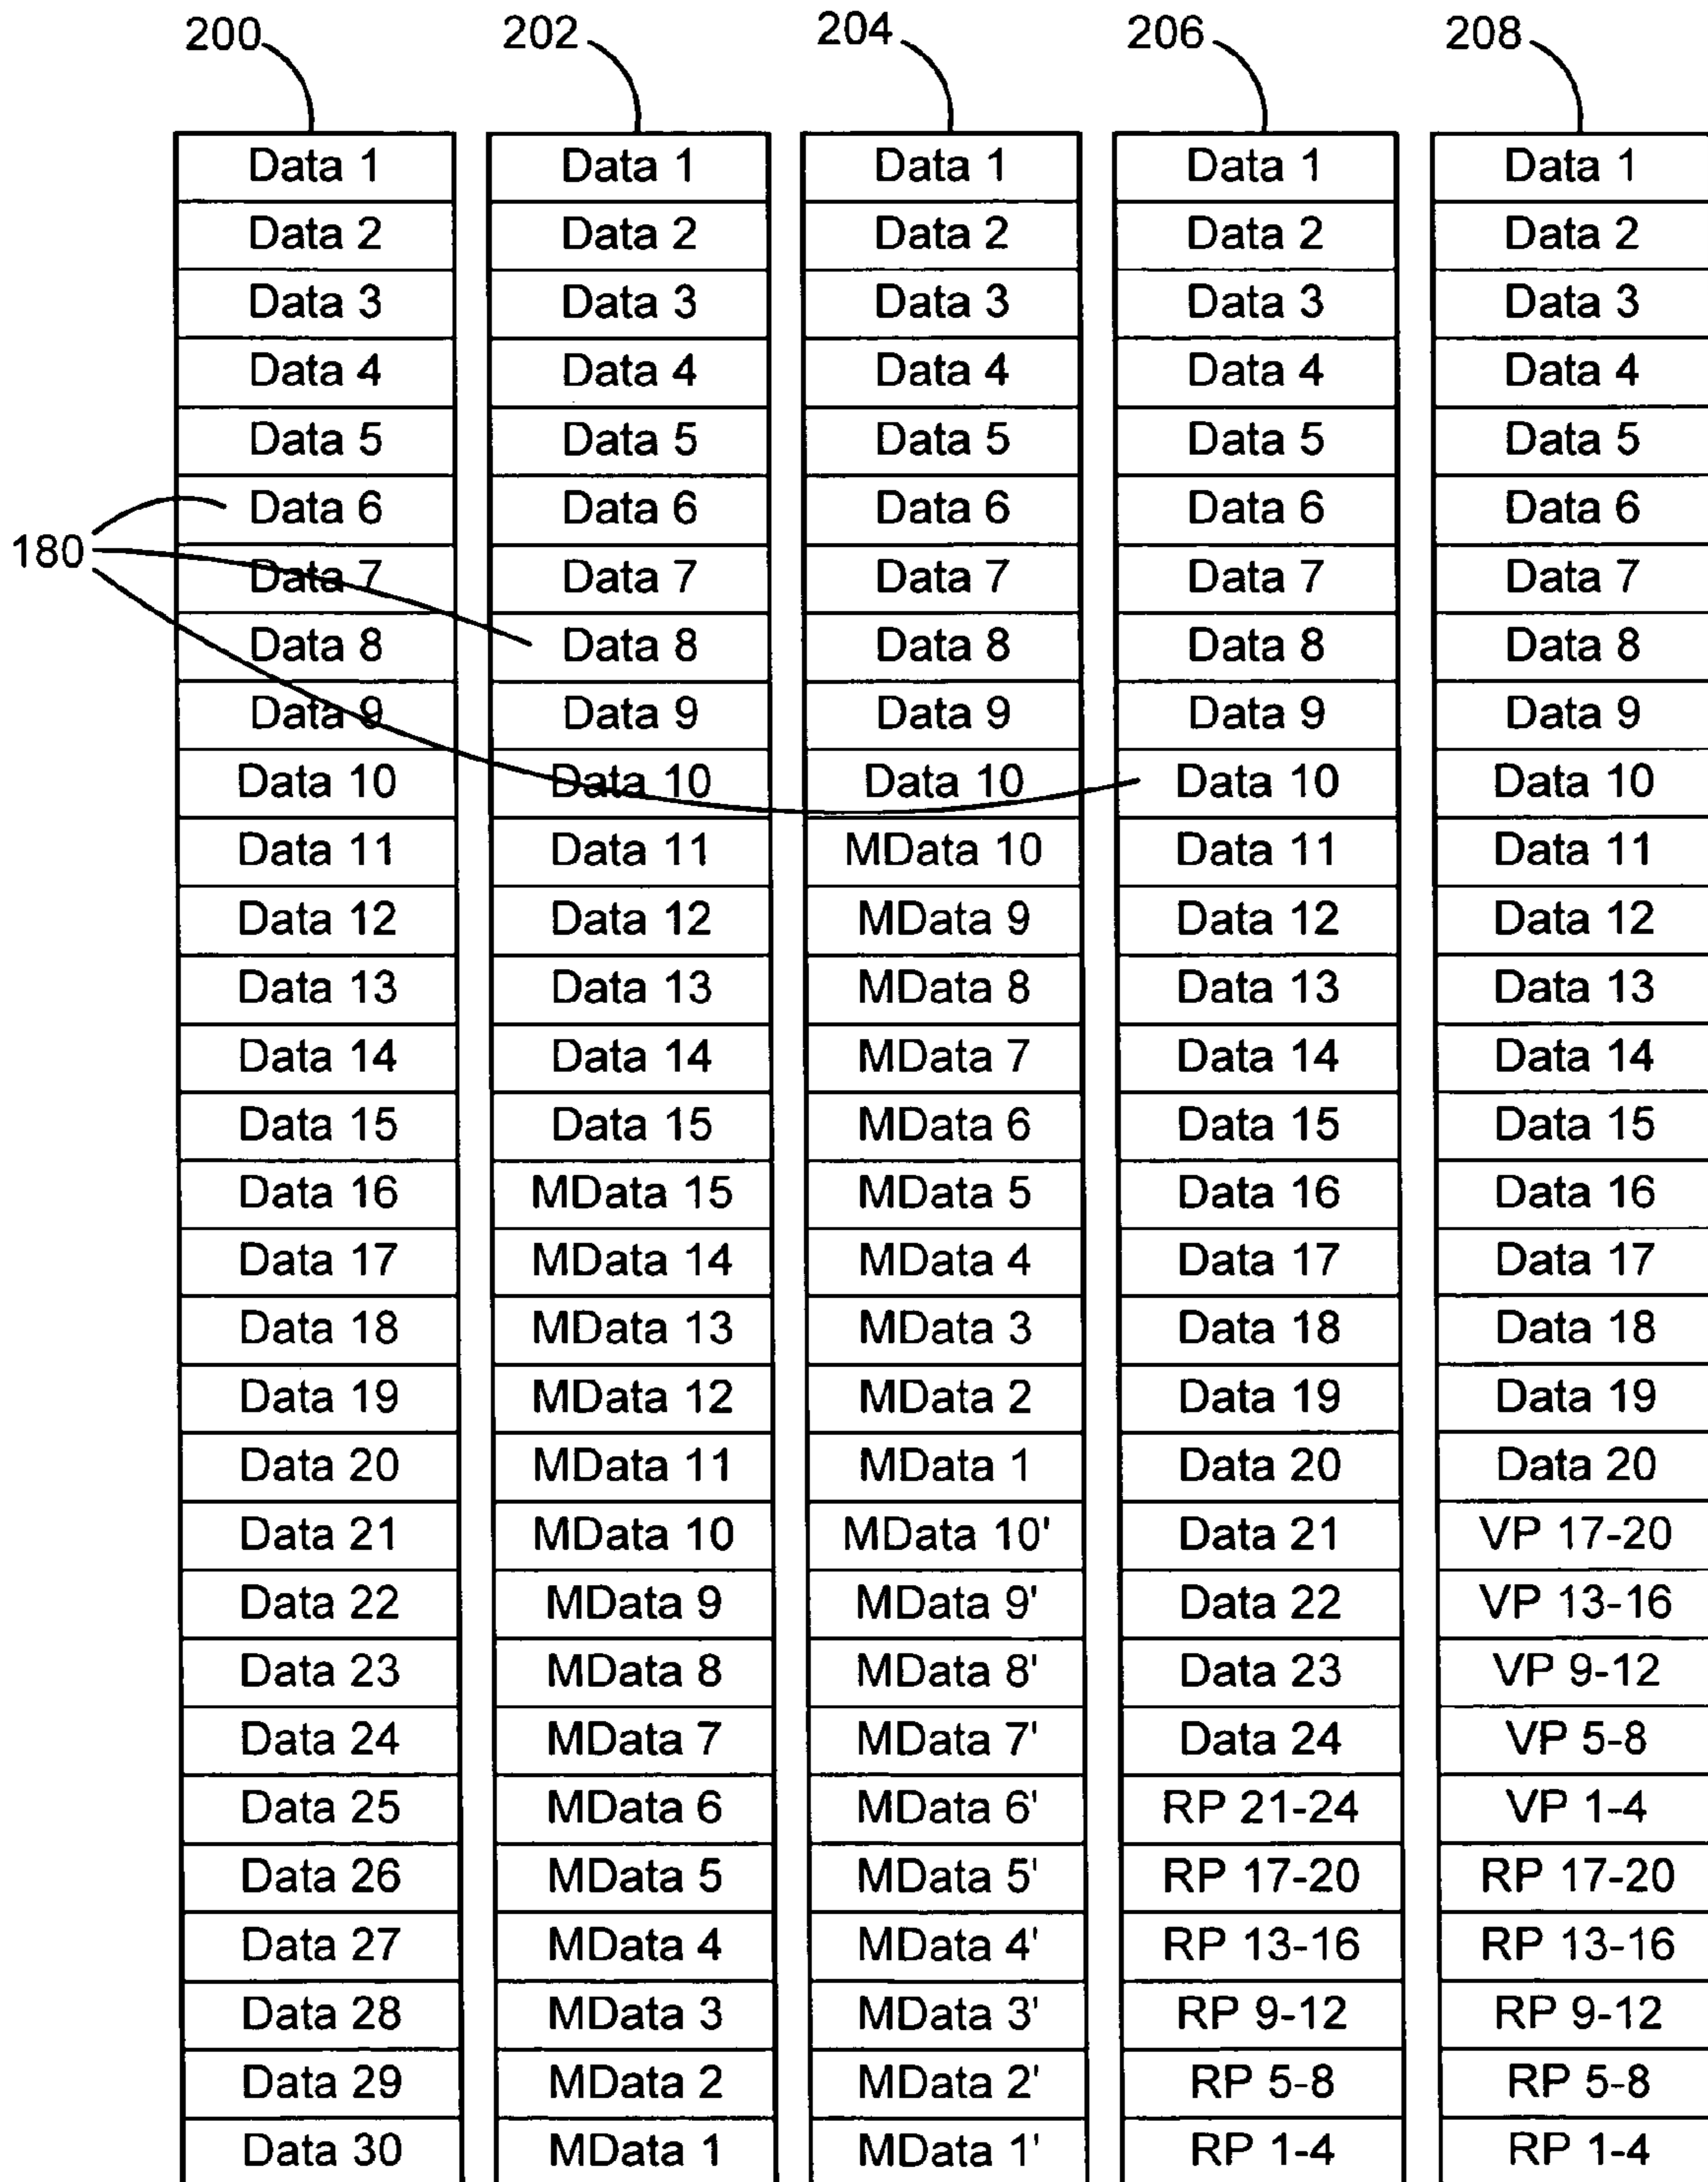 200 202 204 206 208
Data 1 Data 1 Data 1 Data 1 Data 1
Data 2 Data 2 Data 2 Data 2 Data 2
Data 3 Data 3 Data 3 Data 3 Data 3
Data 4 Data 4 Data 4 Data 4 Data 4
Data 5 Data 5 Data 5 Data 5 Data 5
Data 6 Data 6 Data 6 Data 6 Data 6
180
Data 7 Data 7 Data 7 Data 7 Data 7
Data 8 Data 8 Data 8 Data 8 Data 8
Data 9 Data 9 Data 9 Data 9 Data 9
Data 10 Data 10 Data 10 Data 10 Data 10
Data 11 Data 11 MData 10 Data 11 Data 11
Data 12 Data 12 MData 9 Data 12 Data 12
Data 13 Data 13 MData 8 Data 13 Data 13
Data 14 Data 14 MData 7 Data 14 Data 14
Data 15 Data 15 MData 6 Data 15 Data 15
Data 16 MData 15 MData 5 Data 16 Data 16
Data 17 MData 14 MData 4 Data 17 Data 17
Data 18 MData 13 MData 3 Data 18 Data 18
Data 19 MData 12 MData 2 Data 19 Data 19
Data 20 MData 11 MData 1 Data 20 Data 20
Data 21 MData 10 MData 10' Data 21 VP 17-20
Data 22 MData 9 MData 9' Data 22 VP 13-16
Data 23 MData 8 MData 8' Data 23 VP 9-12
Data 24 MData 7 MData 7' Data 24 VP 5-8
Data 25 MData 6 MData 6' RP 21-24 VP 1-4
Data 26 MData 5 MData 5' RP 17-20 RP 17-20
Data 27 MData 4 MData 4' RP 13-16 RP 13-16
Data 28 MData 3 MData 3' RP 9-12 RP 9-12
Data 29 MData 2 MData 2' RP 5-8 RP 5-8
Data 30 MData 1 MData 1' RP 1-4 RP 1-4